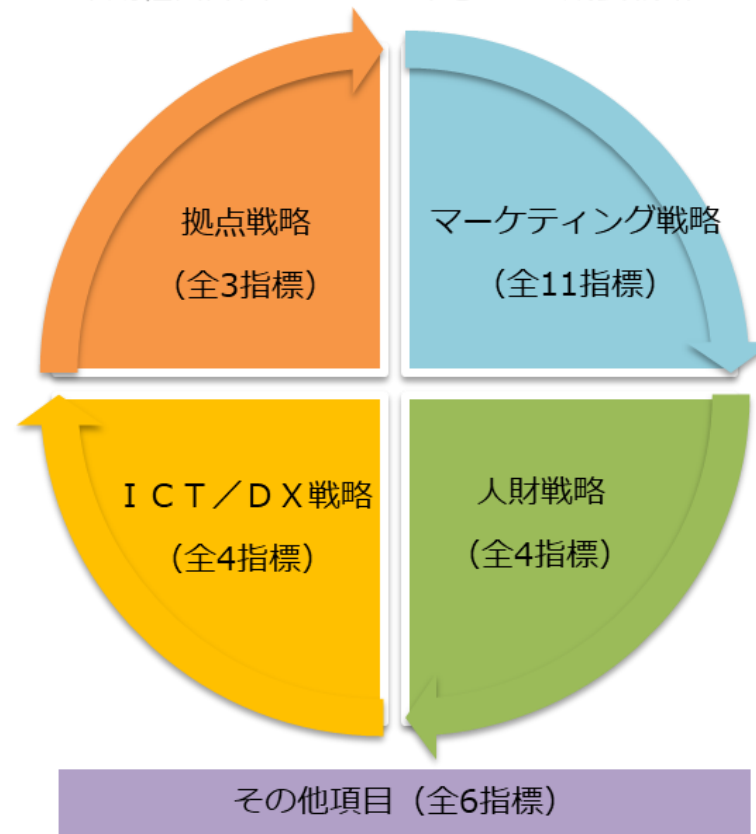 拠点戦略
（全3指標）
マーケティング戦略
（全11指標）
ＩＣＴ／ＤＸ戦略
（全4指標）
人財戦略
（全4指標）
その他項目（全6指標）